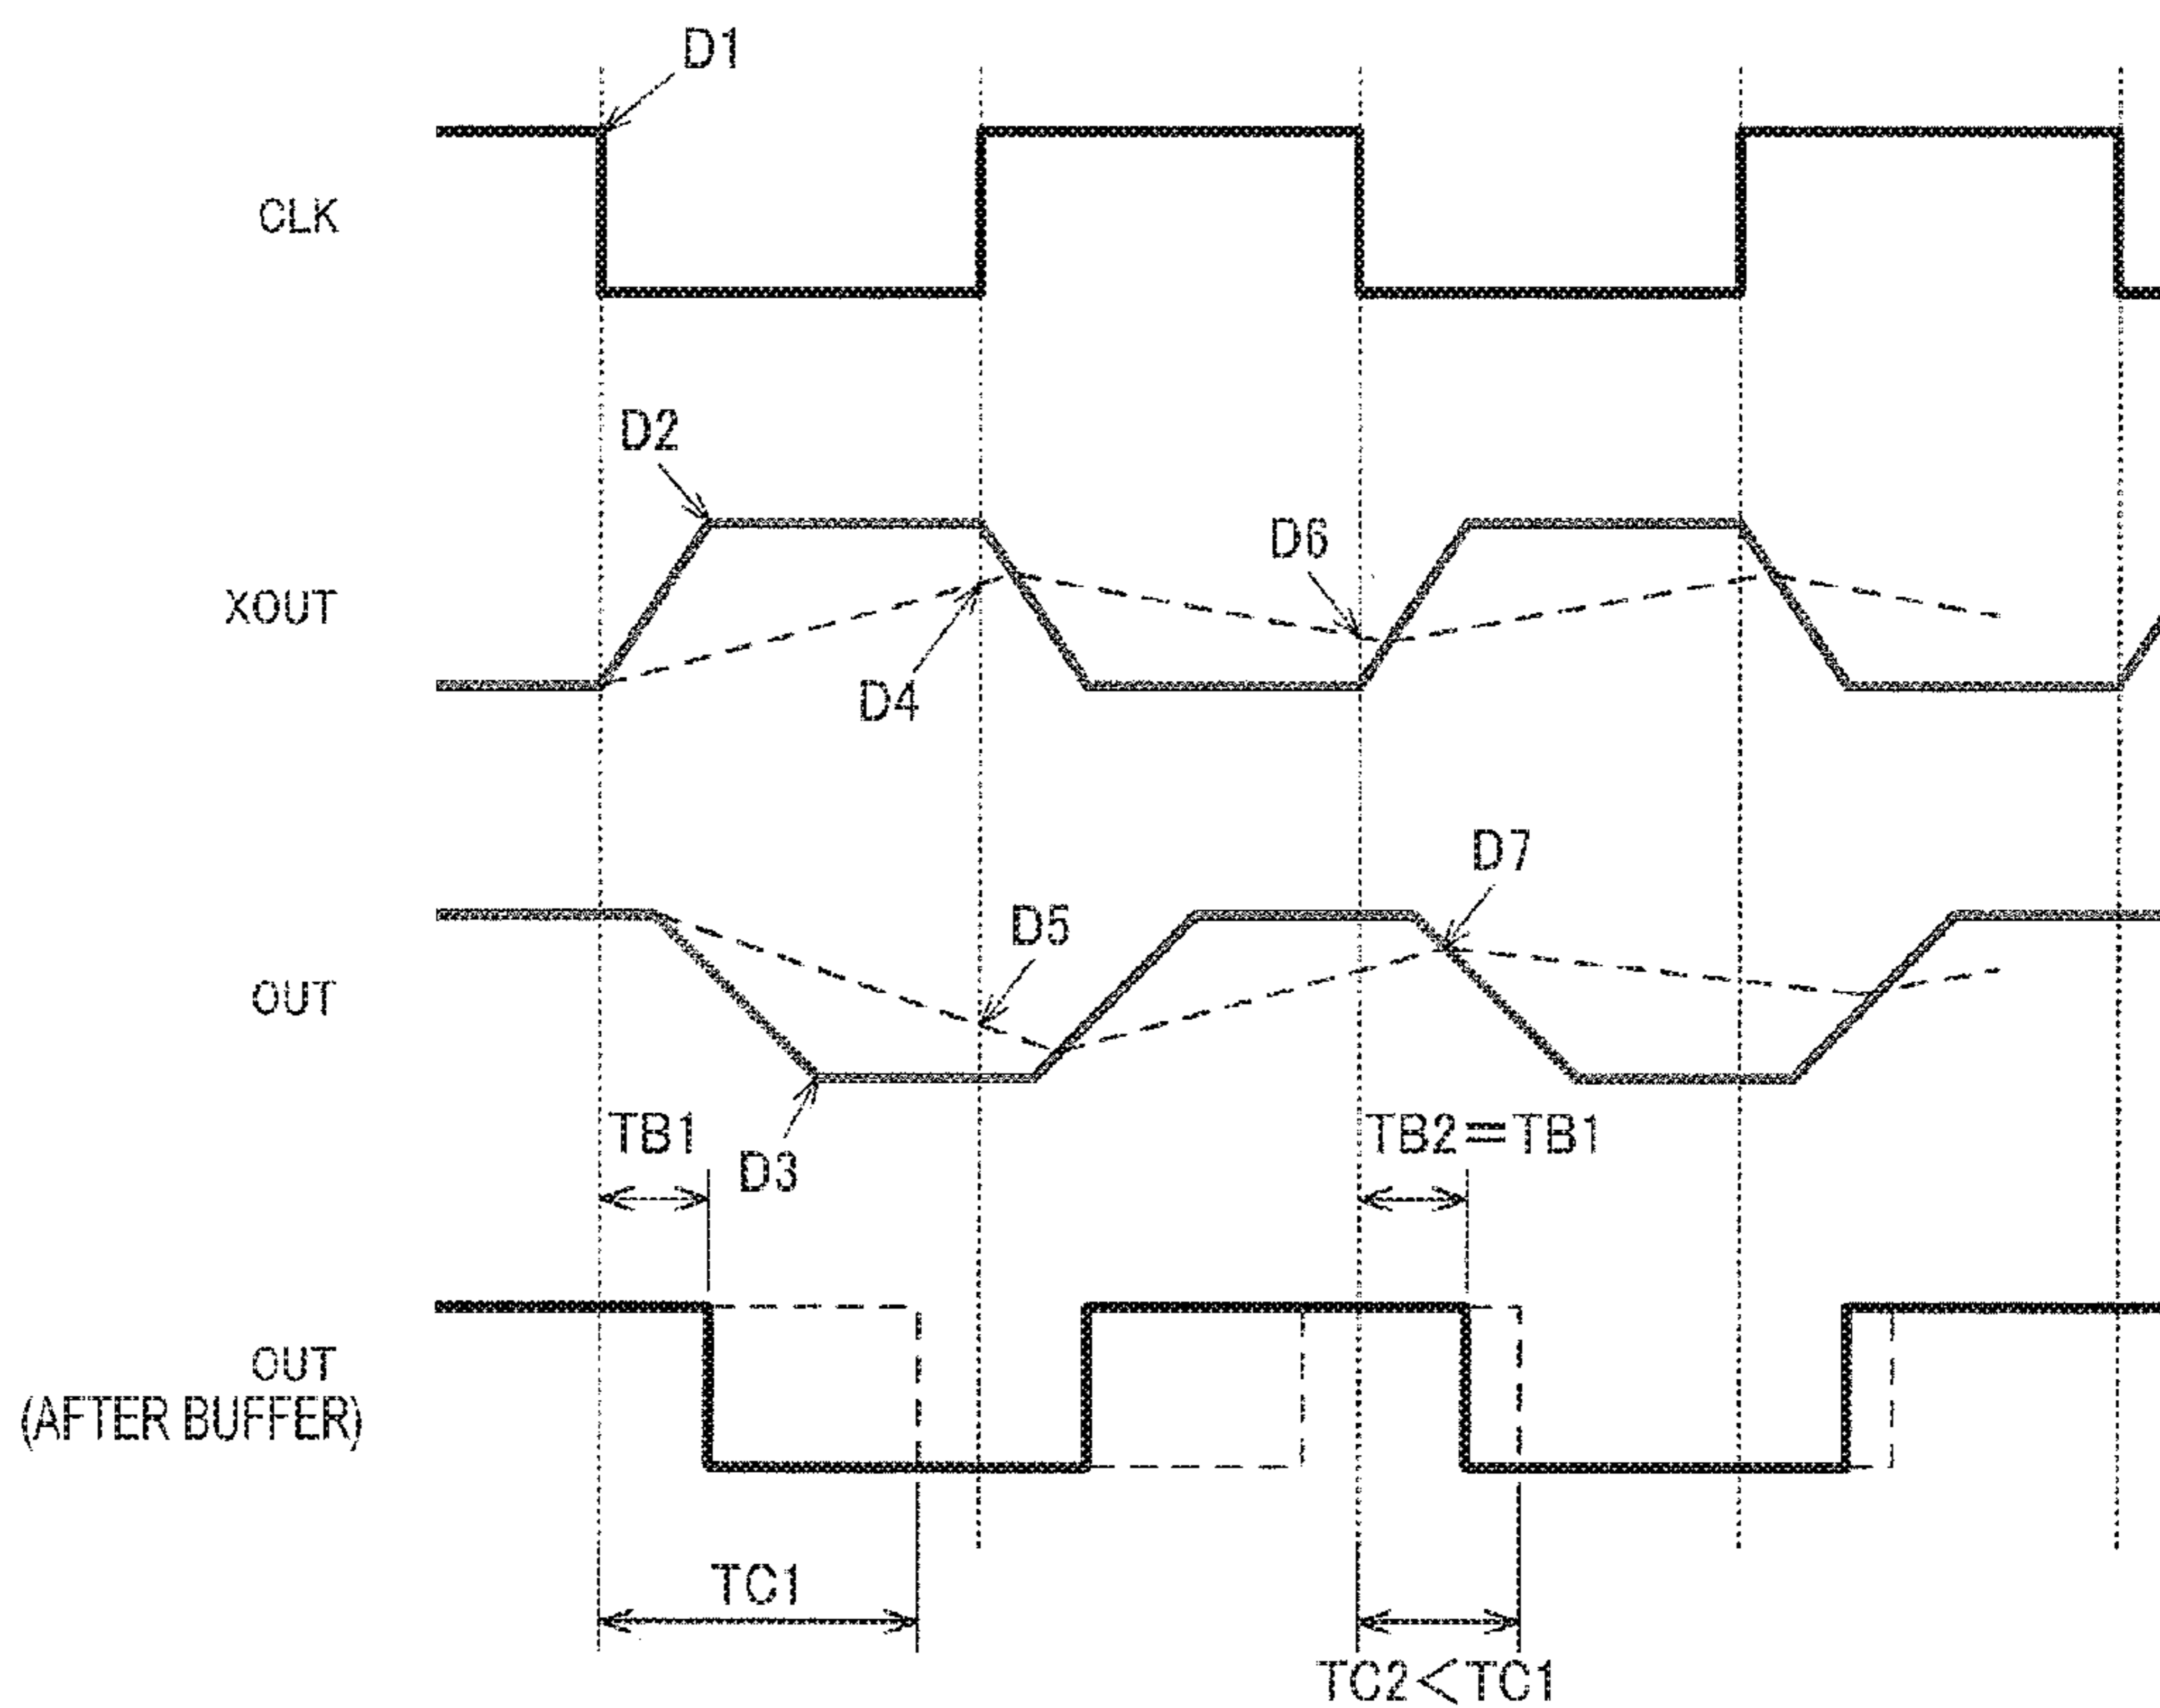 D1
CLK
D2
D6
XOUT
D4
D7
D5
OUT
TB1
TB2=TB1
D3
OUT
(AFTER BUFFER)
TC1
TC2<TC1